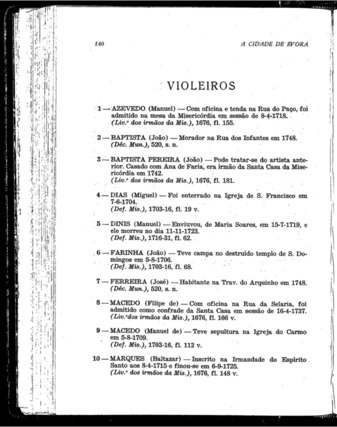 140
A CIDADE DE EVORA
VIOLEIROS
1 — AZEVEDO (Manuel) — Com oficina e tenda na Rua do Paço, foi
admitido na mesa da Misericórdia em sessão de 8-4-1718.
(Liv.º dos irmãos da Mis.), 1676, fl. 155.
2 — BAPTISTA (João) — Morador na Rua dos Infantes em 1748.
(Déc. Mun.), 520, s. n.
3 — BAPTISTA PEREIRA (João) — Pode tratar-se do artista ante-
rior. Casado com Ana de Faria, era irmão da Santa Casa da Mise-
ricórdia em 1742.
(Liv.º dos irmãos da Mis.), 1676, fl. 181.
4 — DIAS (Miguel) — Foi enterrado na Igreja de S. Francisco em
7-6-1704.
(Def. Mis.), 1703-16, fl. 19 v.
5 — DINIS (Manuel) — Enviuvou, de Maria Soares, em 15-7-1719, e
ele morreu no dia 11-11-1723.
(Def. Mis.), 1716-31, fl. 62.
6 — FARINHA (João) — Teve campa no destruído templo de S. Do-
mingos em 5-8-1706.
(Def. Mis.), 1703-16, fl. 68.
7 — FERREIRA (José) — Habitante na Trav. do Arquinho em 1748.
(Déc. Mun.), 520, s. n.
8 — MACEDO (Filipe de) — Com oficina na Rua da Selaria, foi
admitido como confrade da Santa Casa em sessão de 16-4-1737.
(Liv.ºdos irmãos da Mis.), 1676, fl. 166 v.
9 — MACEDO (Manuel de) — Teve sepultura na Igreja do Carmo
em 5-8-1709.
(Def. Mis.), 1703-16, fl. 112 v.
10 — MARQUES (Baltazar) — Inscrito na Irmandade do Espírito
Santo aos 8-4-1715 e finou-se em 6-9-1725.
(Liv.º dos irmãos da Mis.), 1676, fl. 148 v.